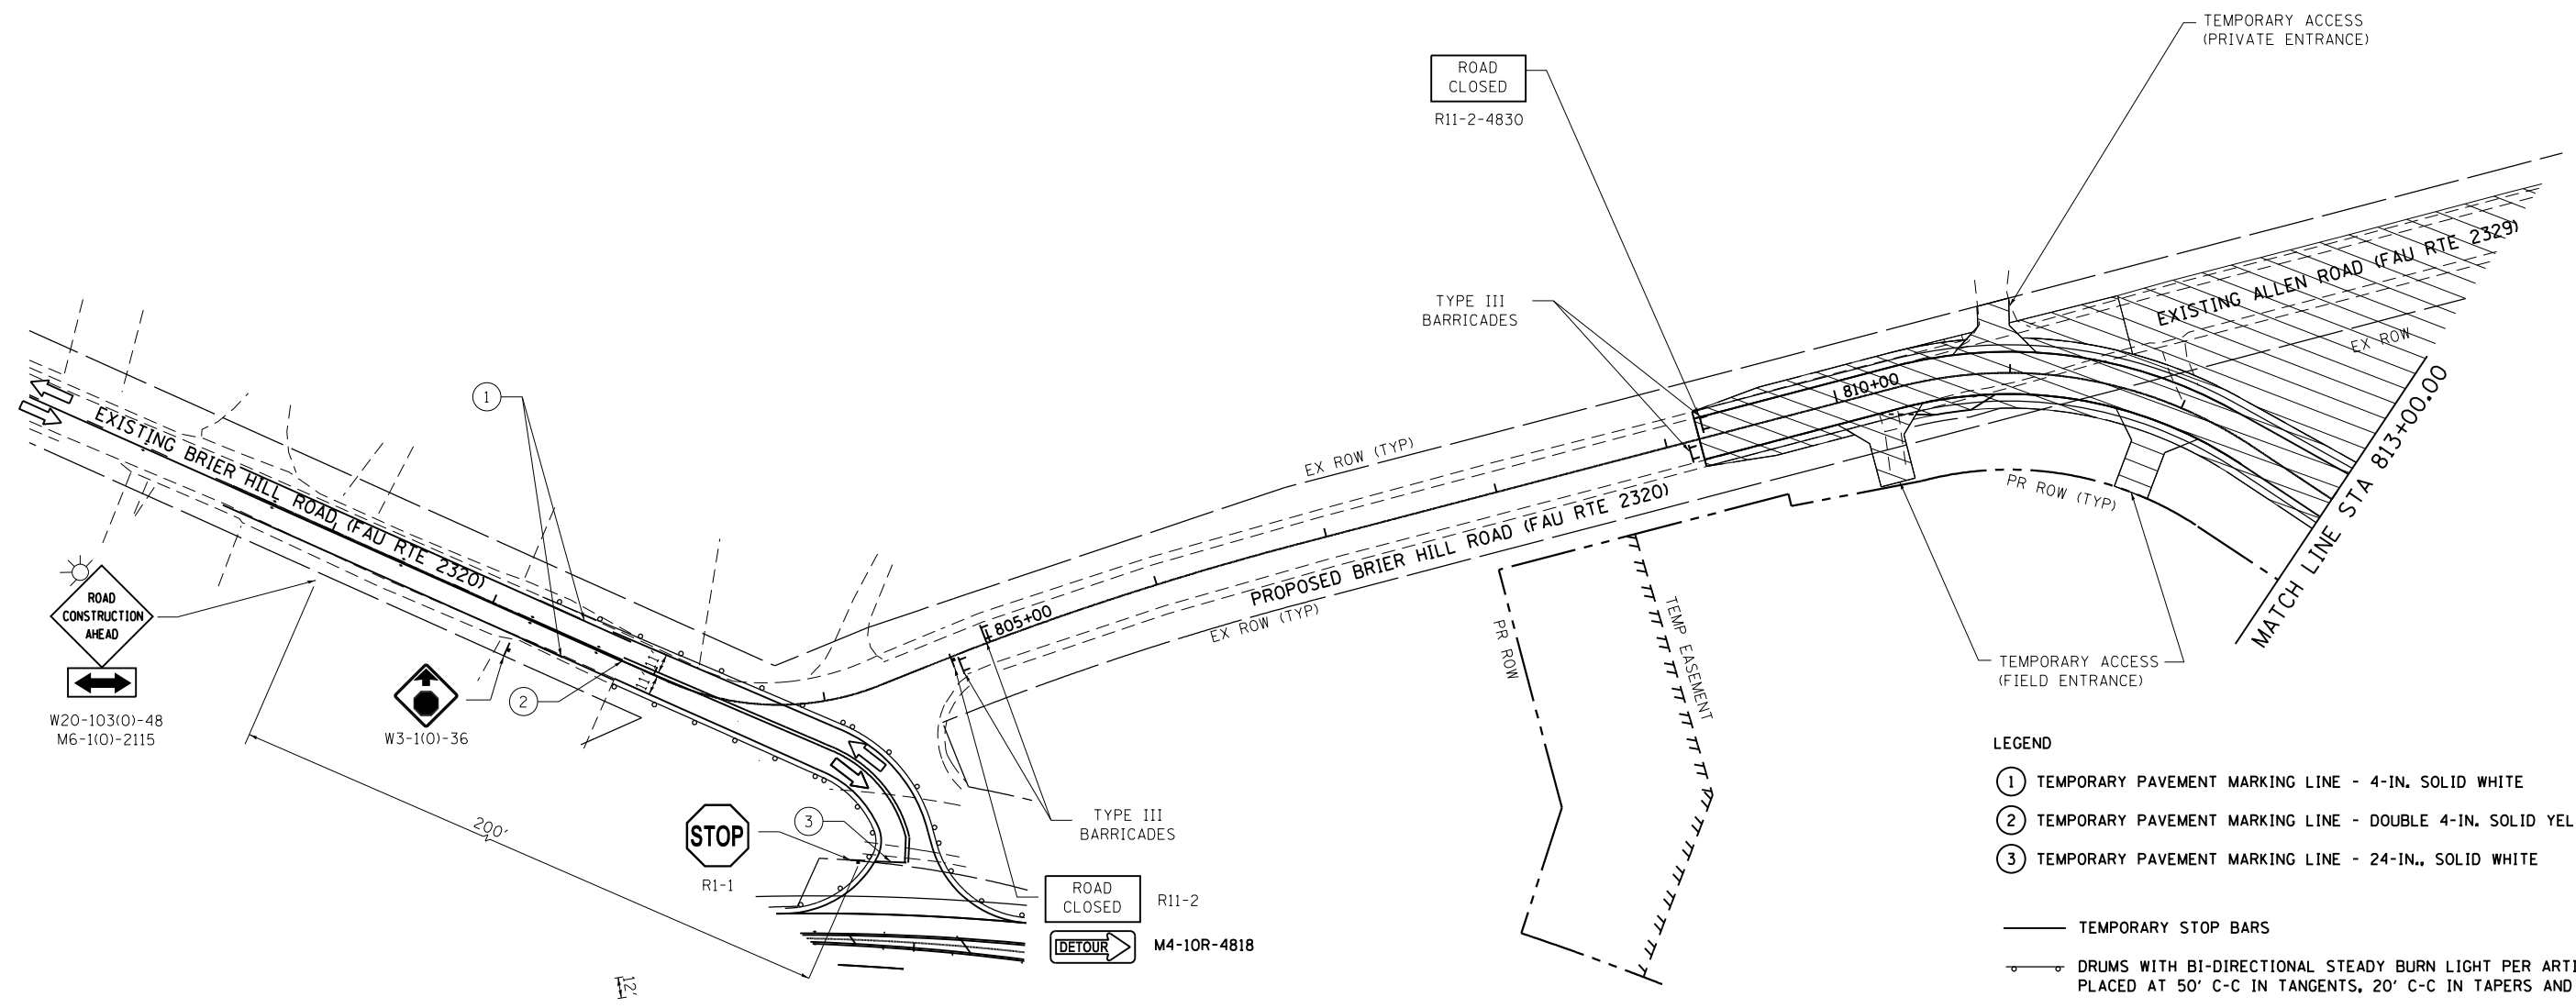 TEMPORARY ACCESS
(PRIVATE ENTRANCE)
ROAD
CLOSED
R11-2-4830
TYPE III
BARRICADES
EXISTING ALLEN ROAD (FAU RTE 2329)
EX ROW
810+00
MATCH LINE STA 813+00.00
EX ROW (TYP)
PR ROW (TYP)
1
EXISTING BRIER HILL ROAD (FAU RTE 2320)
PROPOSED BRIER HILL ROAD (FAU RTE 2320)
EX ROW (TYP)
805+00
ROAD
CONSTRUCTION
AHEAD
W20-103(O)-48
M6-1(O)-2115
W3-1(O)-36
2
PR ROW
TEMP EASEMENT
TEMPORARY ACCESS
(FIELD ENTRANCE)
200'
STOP
R1-1
3
TYPE III
BARRICADES
ROAD
CLOSED
R11-2
DETOUR
M4-10R-4818
12'
LEGEND
1 TEMPORARY PAVEMENT MARKING LINE - 4-IN. SOLID WHITE
2 TEMPORARY PAVEMENT MARKING LINE - DOUBLE 4-IN. SOLID YEL
3 TEMPORARY PAVEMENT MARKING LINE - 24-IN., SOLID WHITE
TEMPORARY STOP BARS
DRUMS WITH BI-DIRECTIONAL STEADY BURN LIGHT PER ARTI
PLACED AT 50' C-C IN TANGENTS, 20' C-C IN TAPERS AND